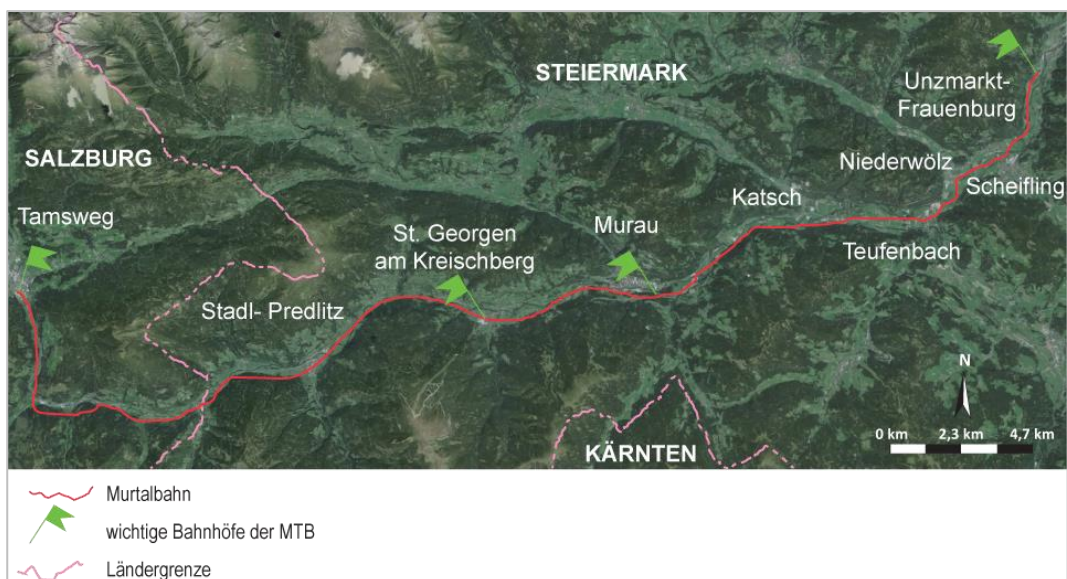 STEIERMARK
Unzmarkt-
Frauenburg
SALZBURG
Niederwölz
Scheifling
Katsch
Tamsweg
Murau
St. Georgen
am Kreischberg
Teufenbach
Stadl- Predlitz
N
0 km 2,3 km 4,7 km
KÄRNTEN
Murtalbahn
wichtige Bahnhöfe der MTB
Ländergrenze